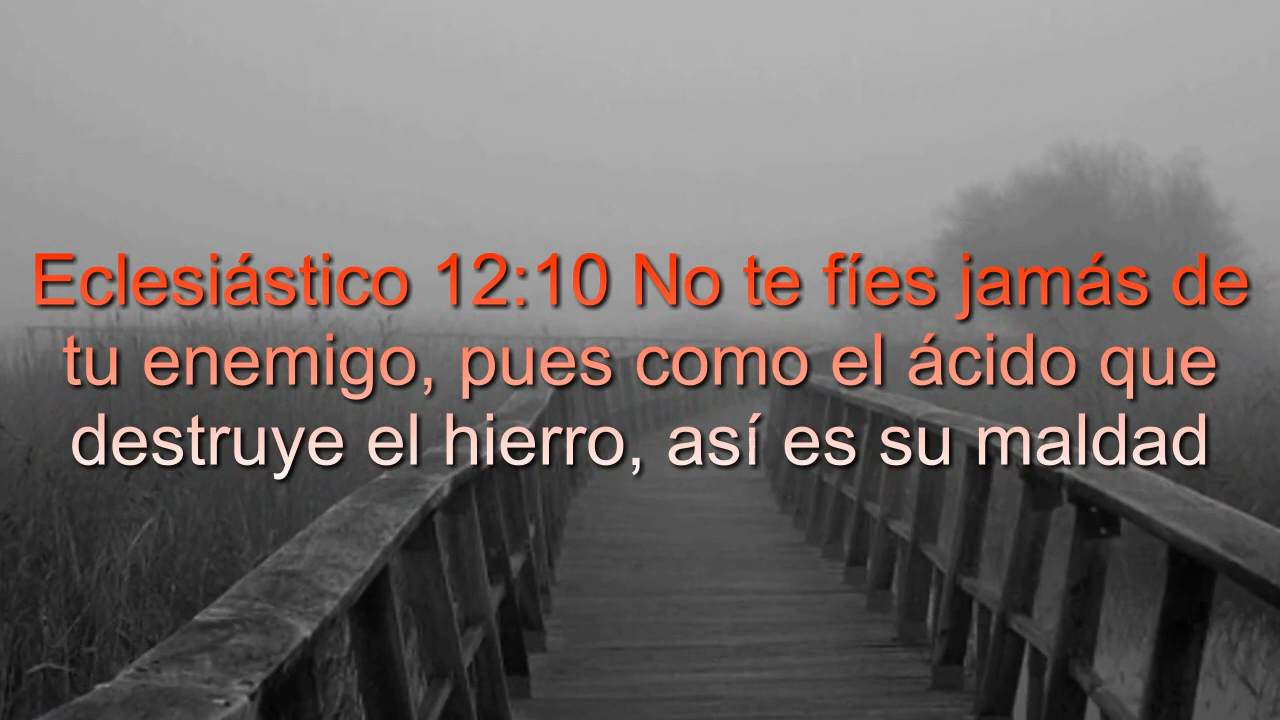 Eclesiástico 12:10 No te fíes jamás de
tu enemigo, pues como el ácido que
destruye el hierro, así es su maldad